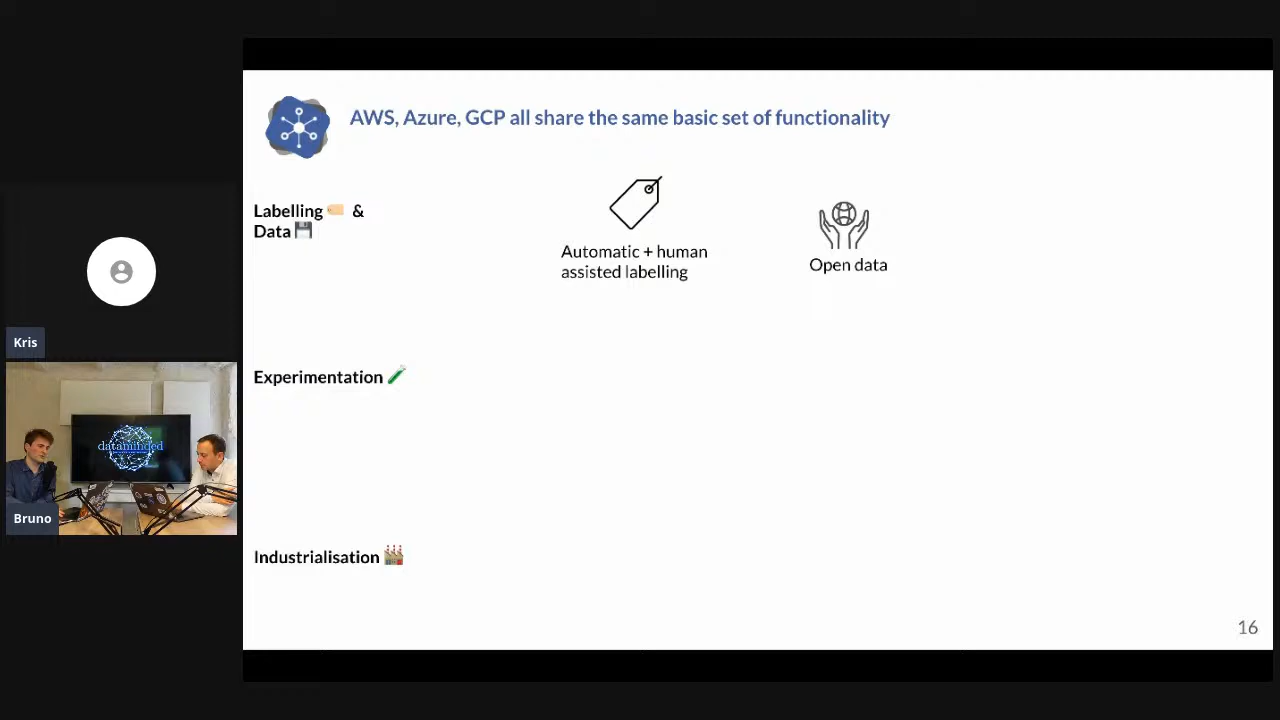 AWS, Azure, GCP all share the same basic set of functionality
Labelling &
Data
Automatic + human
assisted labelling
Open data
Experimentation
Industrialisation
16
Kris
dataminded
Bruno